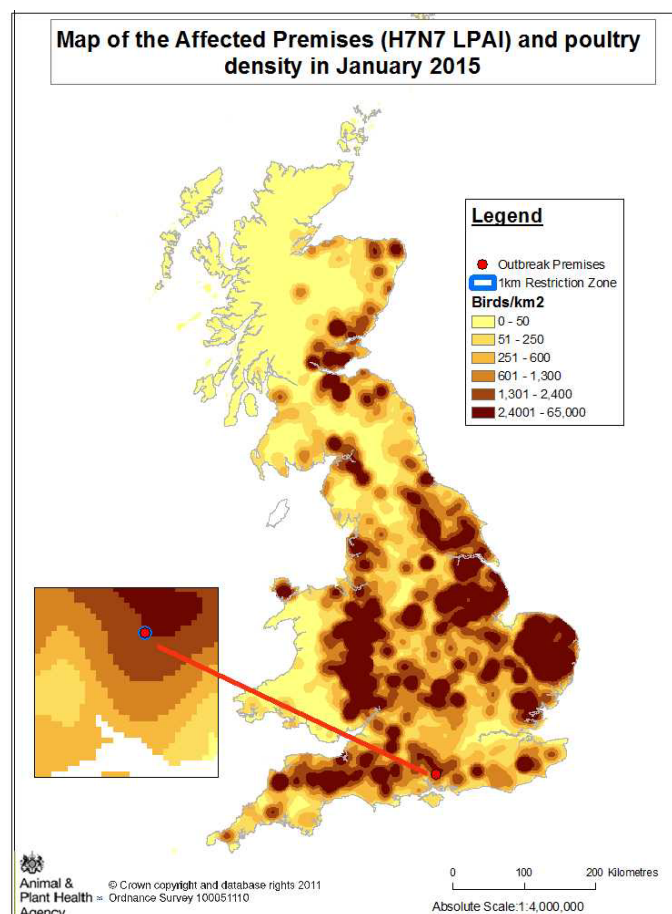 Map of the Affected Premises (H7N7 LPAI) and poultry
density in January 2015
Legend
Outbreak Premises
1km Restriction Zone
Birds/km2
0 - 50
51 - 250
251 - 600
601 - 1,300
1,301 - 2,400
2,4001 - 65,000
Animal &
Plant Health
Agency
© Crown copyright and database rights 2011
Ordnance Survey 100051110
0 100 200 Kilometres
Absolute Scale:1:4,000,000